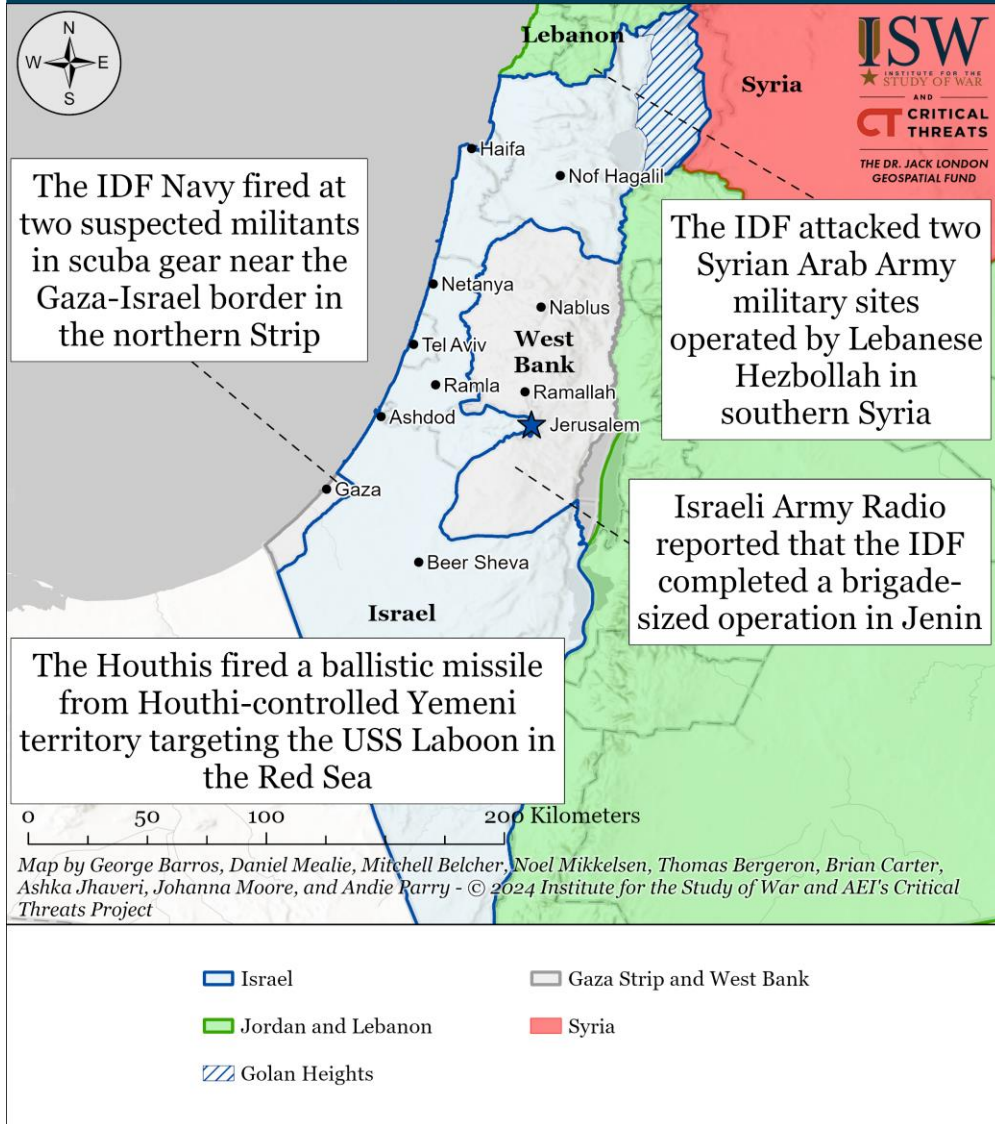 N
W
E
S
Lebanon
Syria
ISW
INSTITUTE FOR THE
STUDY OF WAR
AND
CT CRITICAL
THREATS
THE DR. JACK LONDON
GEOSPATIAL FUND
Haifa
Nof Hagalil
The IDF Navy fired at
two suspected militants
in scuba gear near the
Gaza-Israel border in
the northern Strip
The IDF attacked two
Syrian Arab Army
military sites
operated by Lebanese
Hezbollah in
southern Syria
Netanya
Nablus
West
Bank
Tel Aviv
Ramla
Ramallah
Ashdod
Jerusalem
Gaza
Israeli Army Radio
reported that the IDF
completed a brigade-
sized operation in Jenin
Beer Sheva
Israel
The Houthis fired a ballistic missile
from Houthi-controlled Yemeni
territory targeting the USS Laboon in
the Red Sea
0 50 100 200 Kilometers
Map by George Barros, Daniel Mealie, Mitchell Belcher, Noel Mikkelsen, Thomas Bergeron, Brian Carter,
Ashka Jhaveri, Johanna Moore, and Andie Parry - © 2024 Institute for the Study of War and AEI's Critical
Threats Project
Israel
Gaza Strip and West Bank
Jordan and Lebanon
Syria
Golan Heights